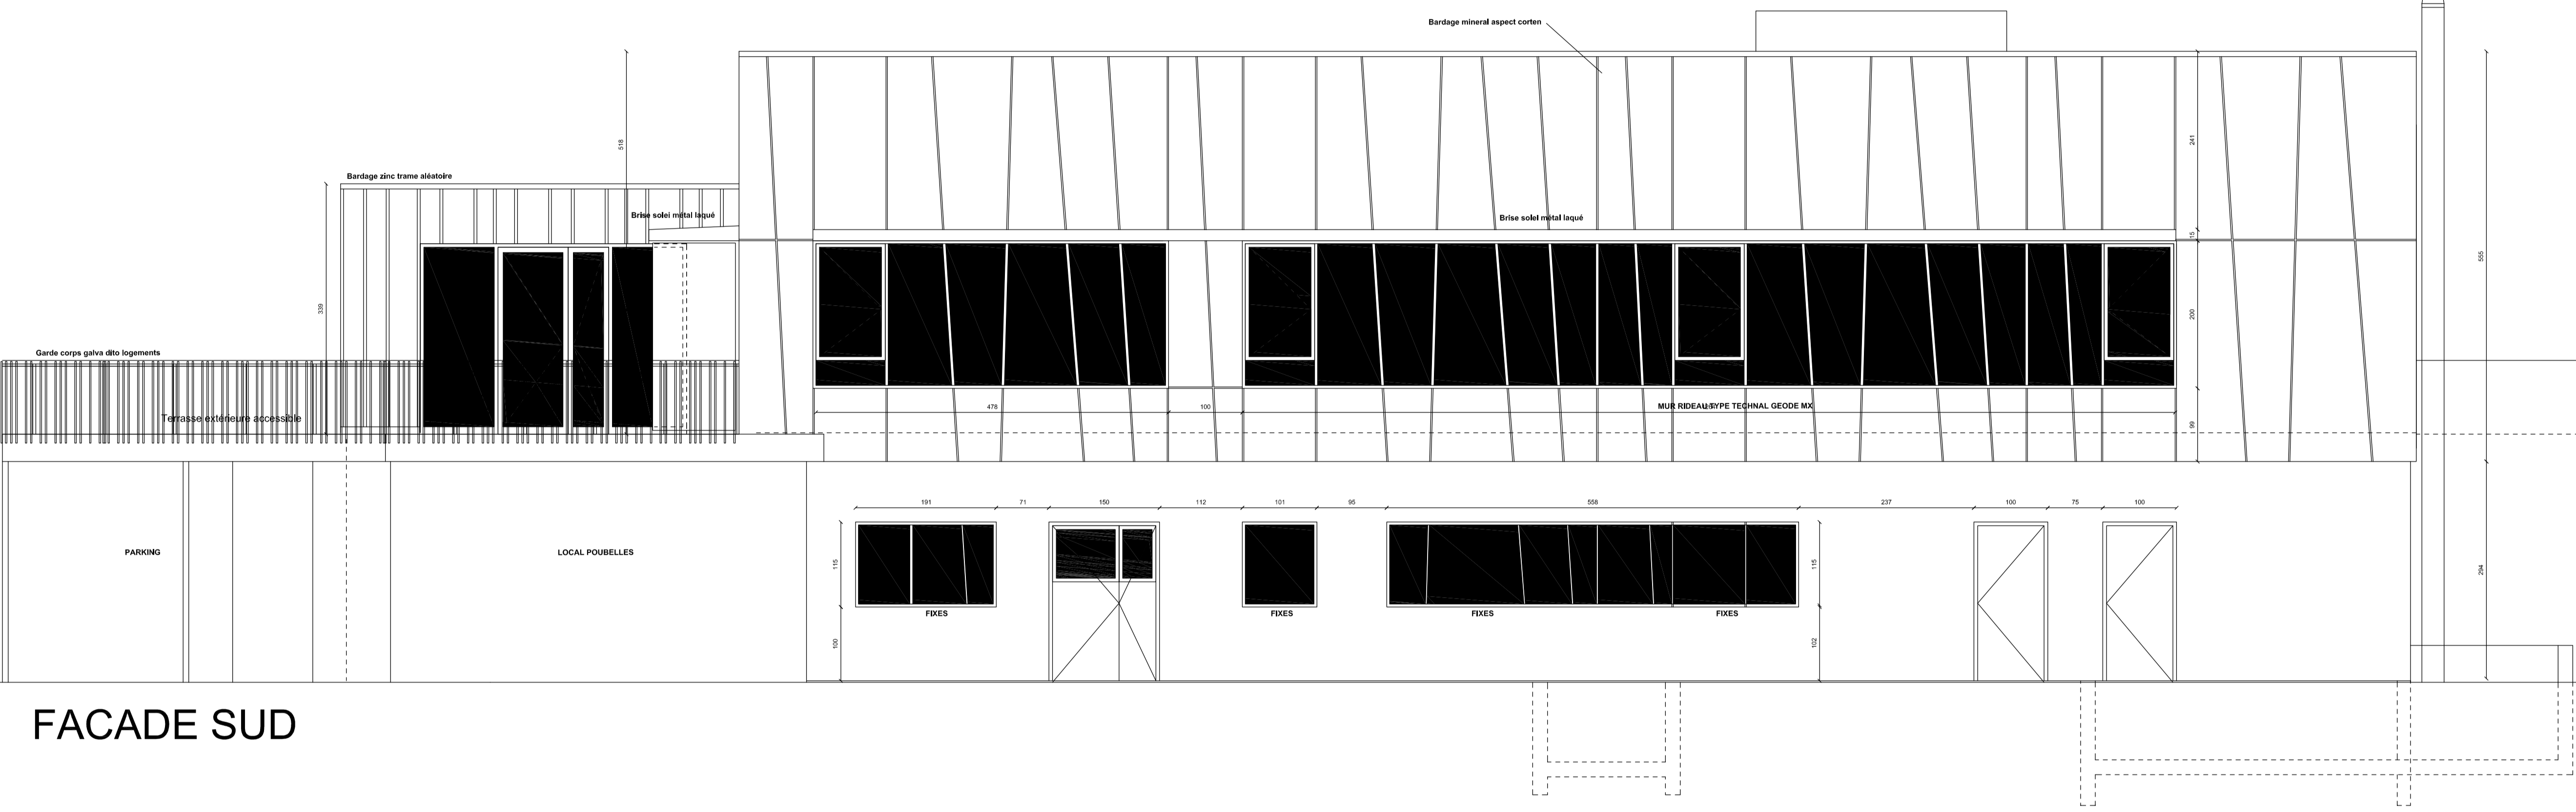 Bardage mineral aspect corten
518
241
Bardage zinc trame aléatoire
Brise solei métal laqué
Brise solei métal laqué
15
555
339
200
Garde corps galva dito logements
Terrasse extérieure accessible
478
100
MUR RIDEAU TYPE TECHNAL GEODE MX
99
191
71
150
112
101
95
558
237
100
75
100
PARKING
LOCAL POUBELLES
115
115
294
FIXES
FIXES
FIXES
FIXES
100
102
FACADE SUD